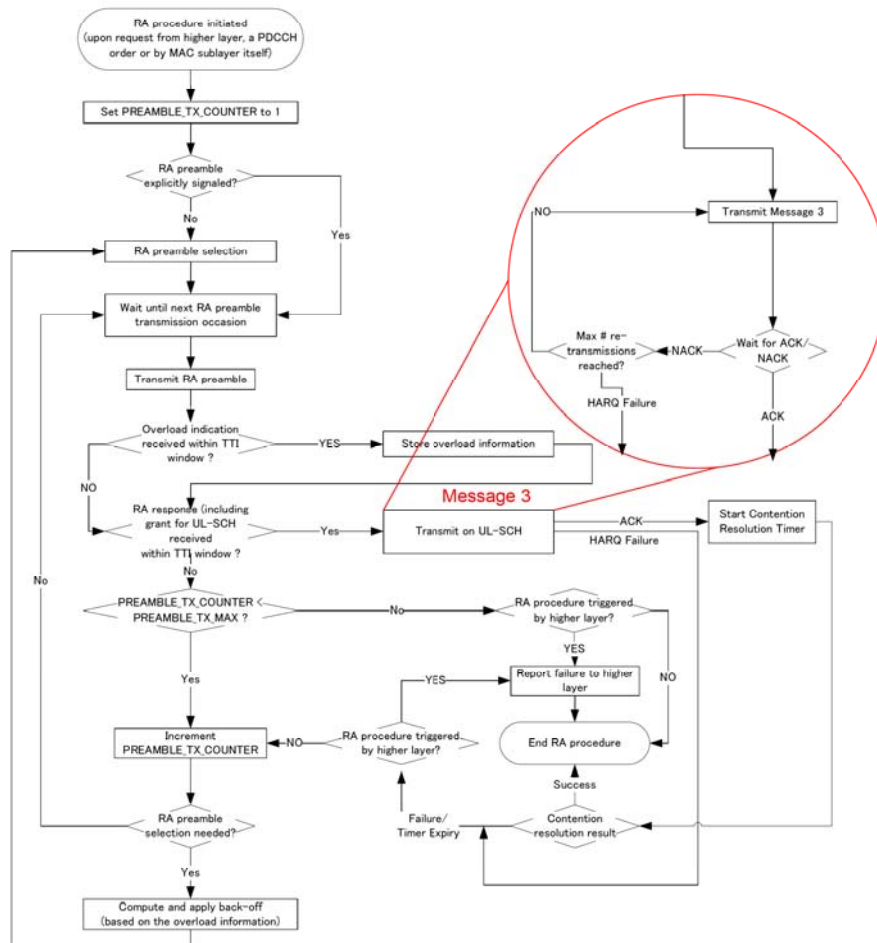 RA procedure initiated
(upon request from higher layer, a PDCCH
order or by MAC sublayer itself)
Set PREAMBLE_TX_COUNTER to 1
RA preamble
explicitly signaled?
No
Yes
RA preamble selection
Wait until next RA preamble
transmission occasion
Transmit RA preamble
Overload indication
received within TTI
window ?
YES
Store overload information
NO
RA response (including
grant for UL-SCH
received
within TTI window ?
Yes
Message 3
Transmit on UL-SCH
ACK
HARQ Failure
Start Contention
Resolution Timer
No
No
PREAMBLE_TX_COUNTER <
PREAMBLE_TX_MAX ?
No
RA procedure triggered
by higher layer?
YES
NO
Report failure to higher
layer
Yes
YES
Increment
PREAMBLE_TX_COUNTER
NO
RA procedure triggered
by higher layer?
End RA procedure
Success
Failure/
Timer Expiry
Contention
resolution result
RA preamble
selection needed?
Yes
Compute and apply back-off
(based on the overload information)
NO
Transmit Message 3
Max # re-
transmissions
reached?
NACK
Wait for ACK/
NACK
HARQ Failure
ACK